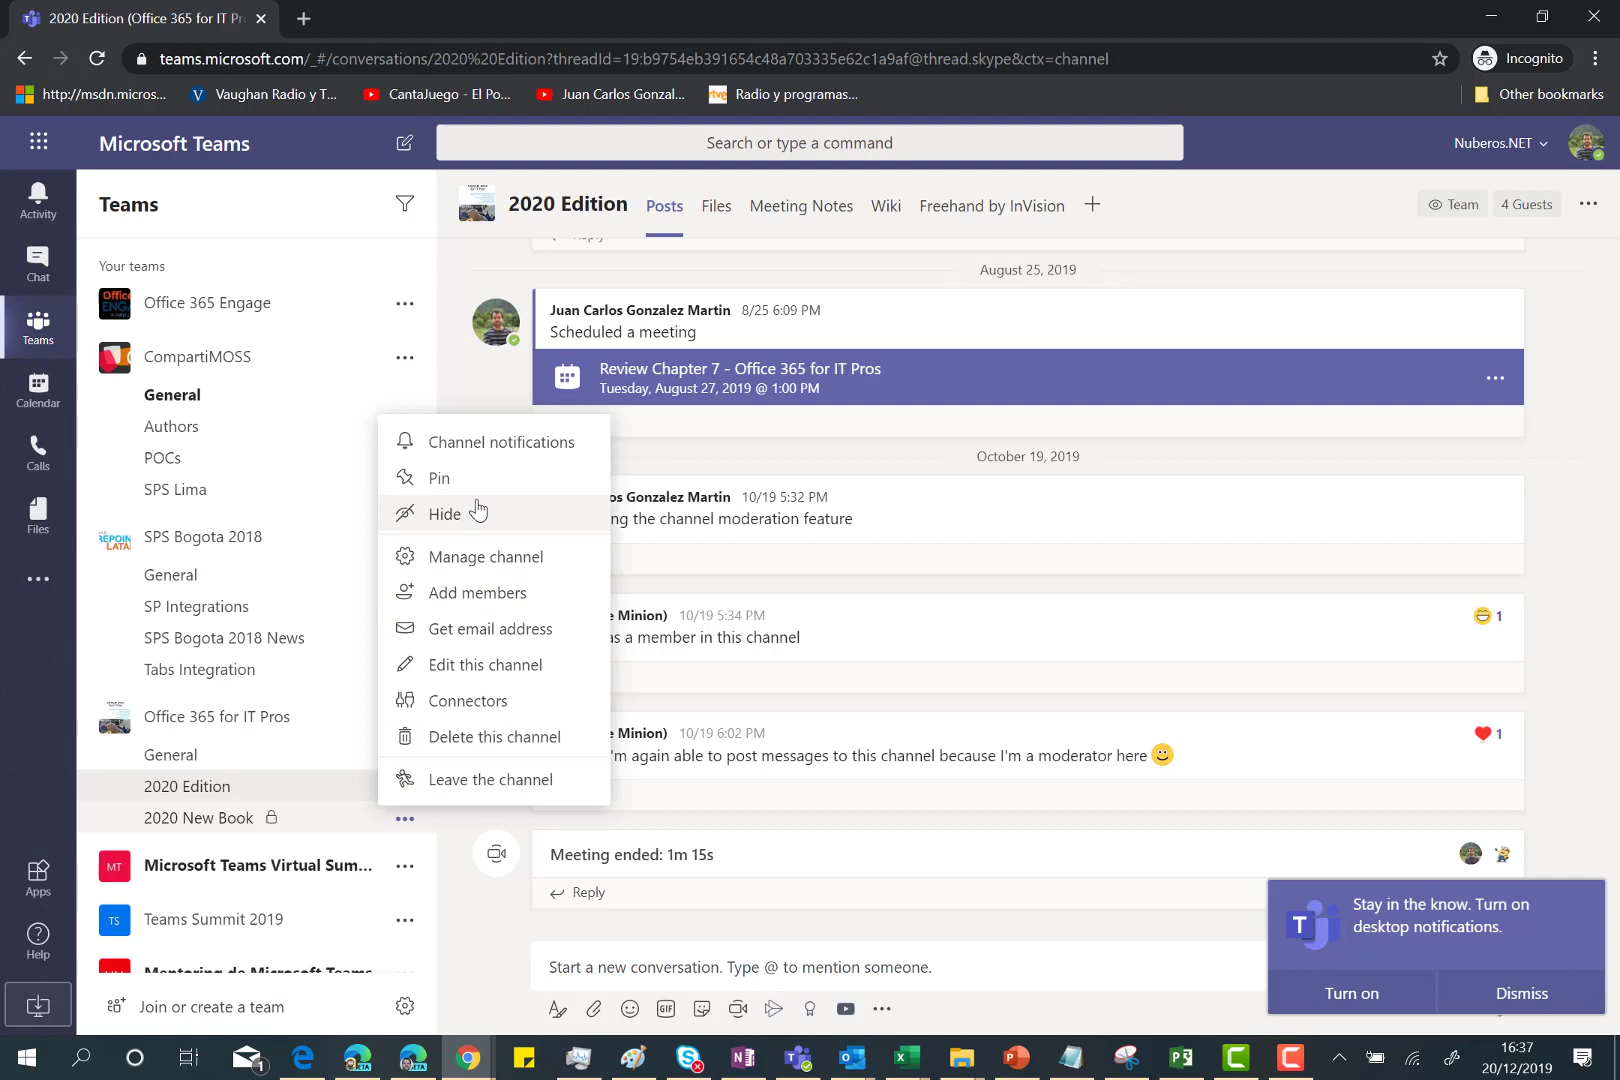 2020 Edition (Office 365 for IT Pr
teams.microsoft.com/_#/conversations/2020%20Edition?threadId=19:b9754eb391654c48a703335e62c1a9af@thread.skype&ctx=channel
Incognito
http://msdn.micros...
Vaughan Radio y T...
CantaJuego - El Po...
Juan Carlos Gonzal...
Radio y programas...
Other bookmarks
Microsoft Teams
Search or type a command
Nuberos.NET
Activity
Chat
Teams
Calendar
Calls
Files
Apps
Help
Teams
Your teams
Office 365 Engage
CompartiMOSS
General
Authors
POCs
SPS Lima
SPS Bogota 2018
General
SP Integrations
SPS Bogota 2018 News
Tabs Integration
Office 365 for IT Pros
General
2020 Edition
2020 New Book
MT
Microsoft Teams Virtual Sum...
TS
Teams Summit 2019
Mentoring de Microsoft Teams
Join or create a team
Channel notifications
Pin
Hide
Manage channel
Add members
Get email address
Edit this channel
Connectors
Delete this channel
Leave the channel
2020 Edition
Posts
Files
Meeting Notes
Wiki
Freehand by InVision
Team
4 Guests
Reply
August 25, 2019
Juan Carlos Gonzalez Martin 8/25 6:09 PM
Scheduled a meeting
Review Chapter 7 - Office 365 for IT Pros
Tuesday, August 27, 2019 @ 1:00 PM
October 19, 2019
os Gonzalez Martin 10/19 5:32 PM
ng the channel moderation feature
e Minion) 10/19 5:34 PM
1
as a member in this channel
e Minion) 10/19 6:02 PM
1
'm again able to post messages to this channel because I'm a moderator here
Meeting ended: 1m 15s
Reply
Start a new conversation. Type @ to mention someone.
GIF
Stay in the know. Turn on
desktop notifications.
Turn on
Dismiss
16:37
20/12/2019